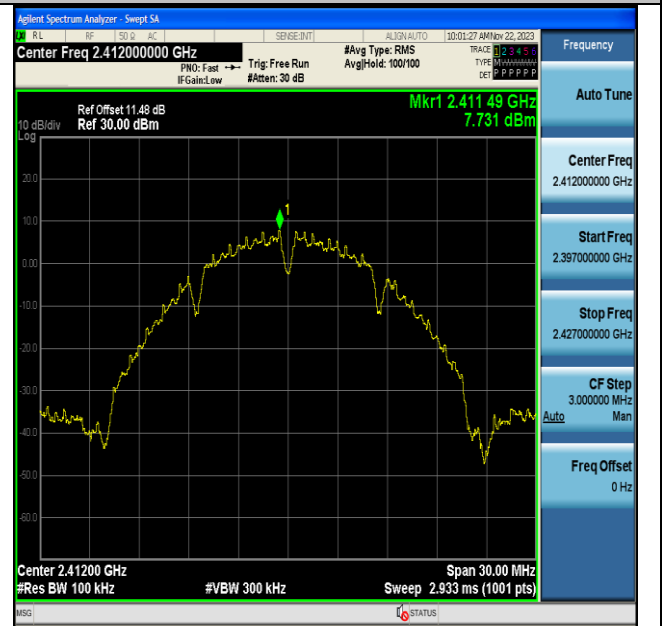 Agilent Spectrum Analyzer - Swept SA
LXI RL RF 50 Ω AC SENSE:INT ALIGN AUTO 10:01:27 AM Nov 22, 2023
Center Freq 2.412000000 GHz
PNO: Fast
IFGain:Low
Trig: Free Run
#Atten: 30 dB
#Avg Type: RMS
Avg|Hold: 100/100
TRACE 1 2 3 4 5 6
TYPE M
DET P P P P P P
Frequency
Ref Offset 11.48 dB
10 dB/div Ref 30.00 dBm
Log
Mkr1 2.411 49 GHz
7.731 dBm
1
20.0
10.0
0.00
-10.0
-20.0
-30.0
-40.0
-50.0
-60.0
Center 2.41200 GHz
#Res BW 100 kHz
#VBW 300 kHz
Span 30.00 MHz
Sweep 2.933 ms (1001 pts)
Auto Tune
Center Freq
2.412000000 GHz
Start Freq
2.397000000 GHz
Stop Freq
2.427000000 GHz
CF Step
3.000000 MHz
Auto Man
Freq Offset
0 Hz
MSG
STATUS